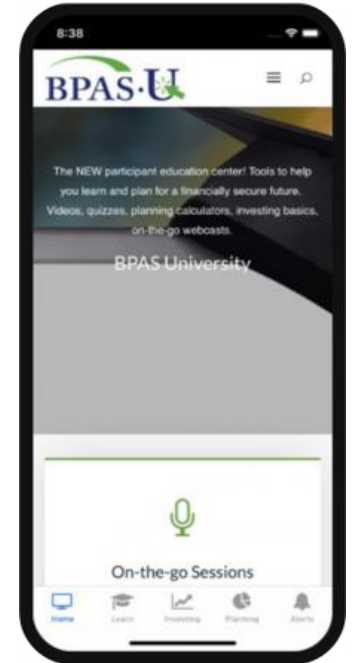 8:38
BPAS·U
The NEW participant education center! Tools to help
you learn and plan for a financially secure future.
Videos, quizzes, planning calculators, investing basics,
on-the-go webcasts.
BPAS University
On-the-go Sessions
Home Learn Investing Planning Alerts